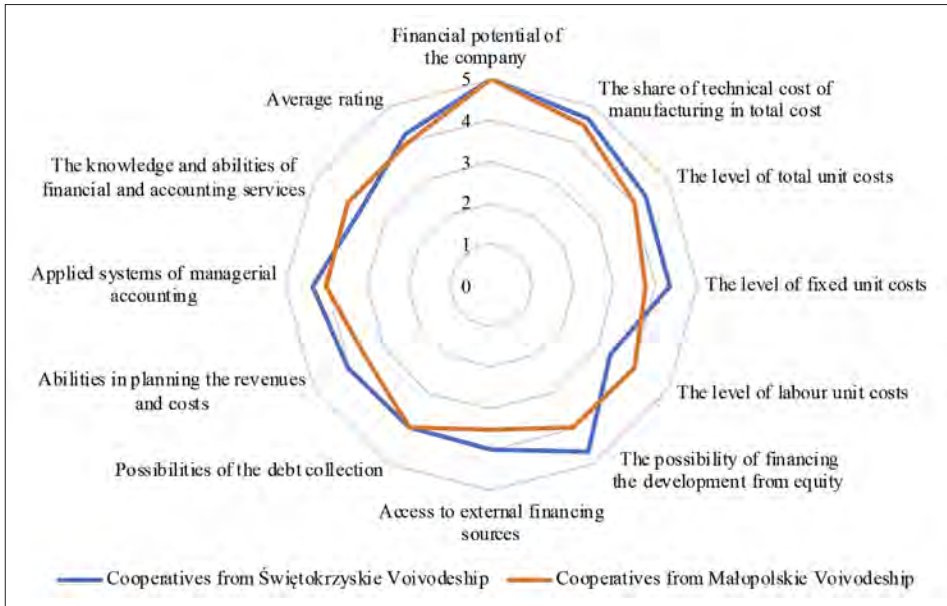 Financial potential of
the company
The share of technical cost of
manufacturing in total cost
The level of total unit costs
The level of fixed unit costs
The level of labour unit costs
The possibility of financing
the development from equity
Access to external financing
sources
Possibilities of the debt collection
Abilities in planning the revenues
and costs
Applied systems of managerial
accounting
The knowledge and abilities of
financial and accounting services
Average rating
5
4
3
2
1
0
Cooperatives from Świętokrzyskie Voivodeship
Cooperatives from Małopolskie Voivodeship